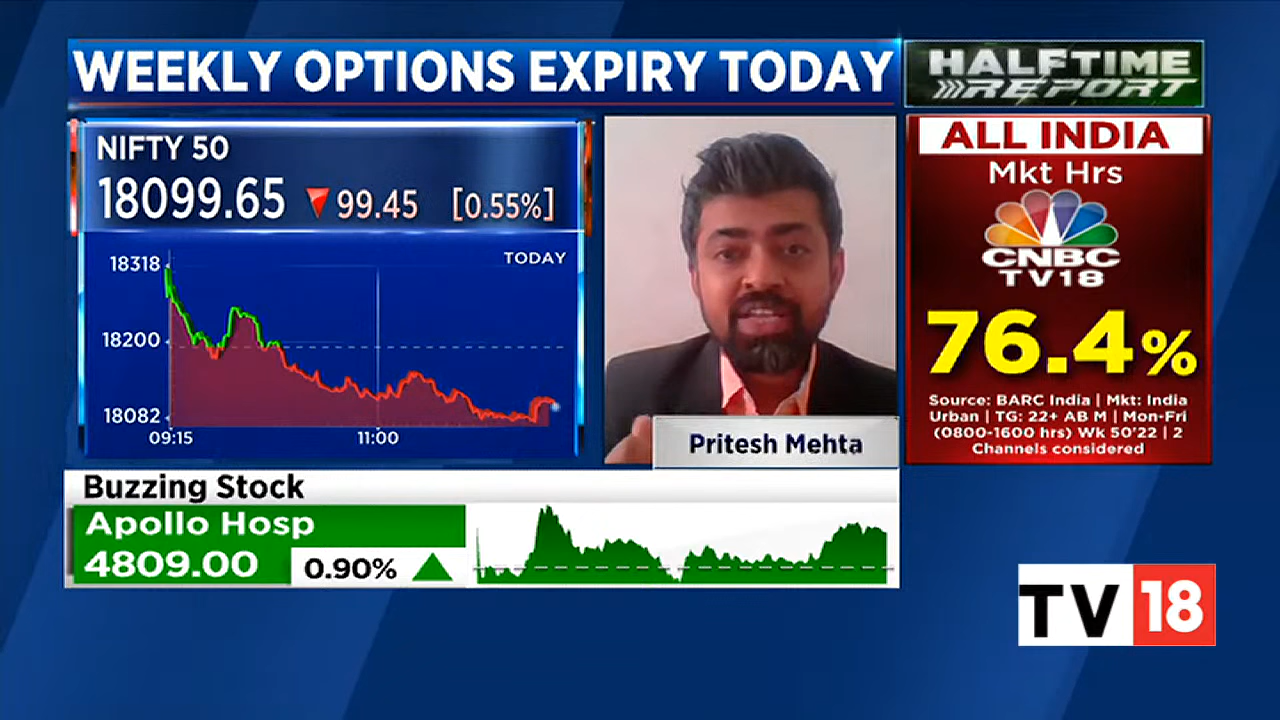 WEEKLY OPTIONS EXPIRY TODAY
HALFTIME
REPORT
NIFTY 50
18099.65 ▼ 99.45 [0.55%]
TODAY
18318
18200
18082
09:15 11:00
Pritesh Mehta
ALL INDIA
Mkt Hrs
CNBC
TV18
76.4%
Source: BARC India | Mkt: India
Urban | TG: 22+ AB M | Mon-Fri
(0800-1600 hrs) Wk 50'22 | 2
Channels considered
Buzzing Stock
Apollo Hosp
4809.00 0.90% ▲
TV18